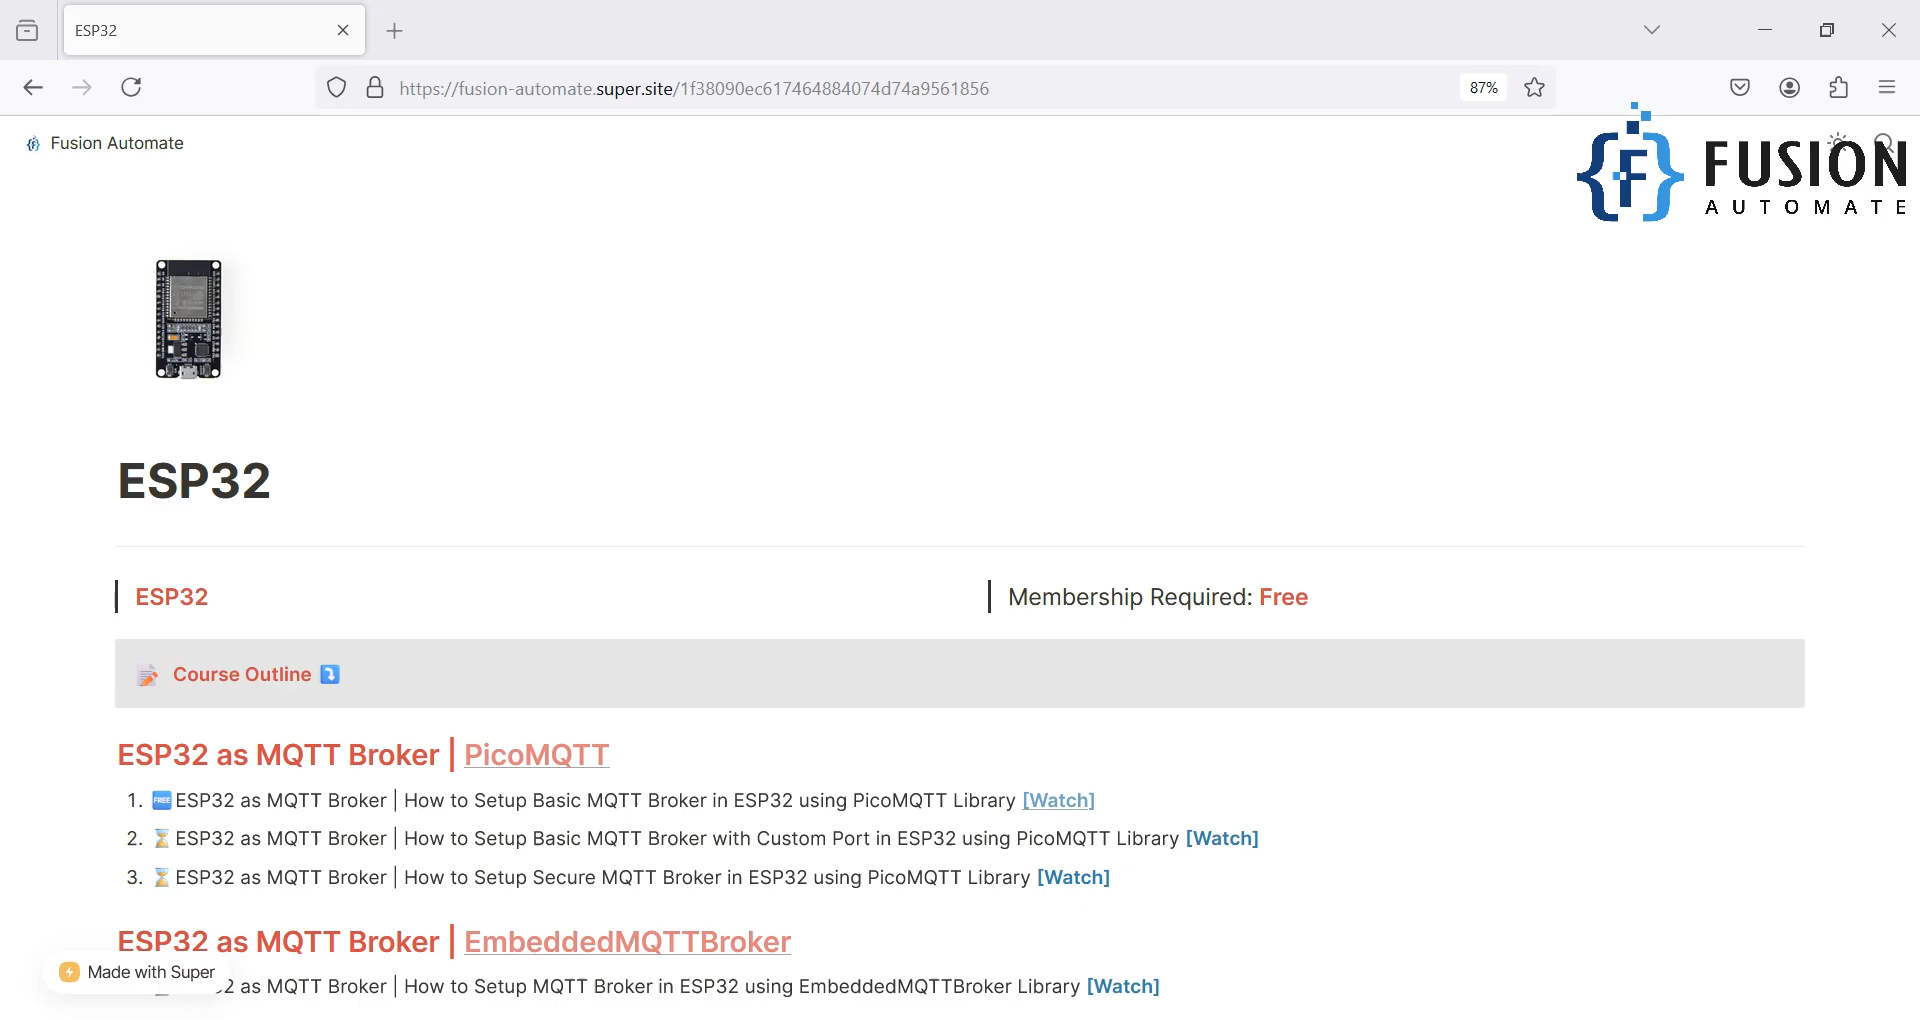 ESP32
https://fusion-automate.super.site/1f38090ec617464884074d74a9561856
87%
Fusion Automate
FUSION
AUTOMATE
ESP32
ESP32
Membership Required: Free
Course Outline
ESP32 as MQTT Broker | PicoMQTT
1. FREE ESP32 as MQTT Broker | How to Setup Basic MQTT Broker in ESP32 using PicoMQTT Library [Watch]
2. ESP32 as MQTT Broker | How to Setup Basic MQTT Broker with Custom Port in ESP32 using PicoMQTT Library [Watch]
3. ESP32 as MQTT Broker | How to Setup Secure MQTT Broker in ESP32 using PicoMQTT Library [Watch]
ESP32 as MQTT Broker | EmbeddedMQTTBroker
Made with Super
as MQTT Broker | How to Setup MQTT Broker in ESP32 using EmbeddedMQTTBroker Library [Watch]